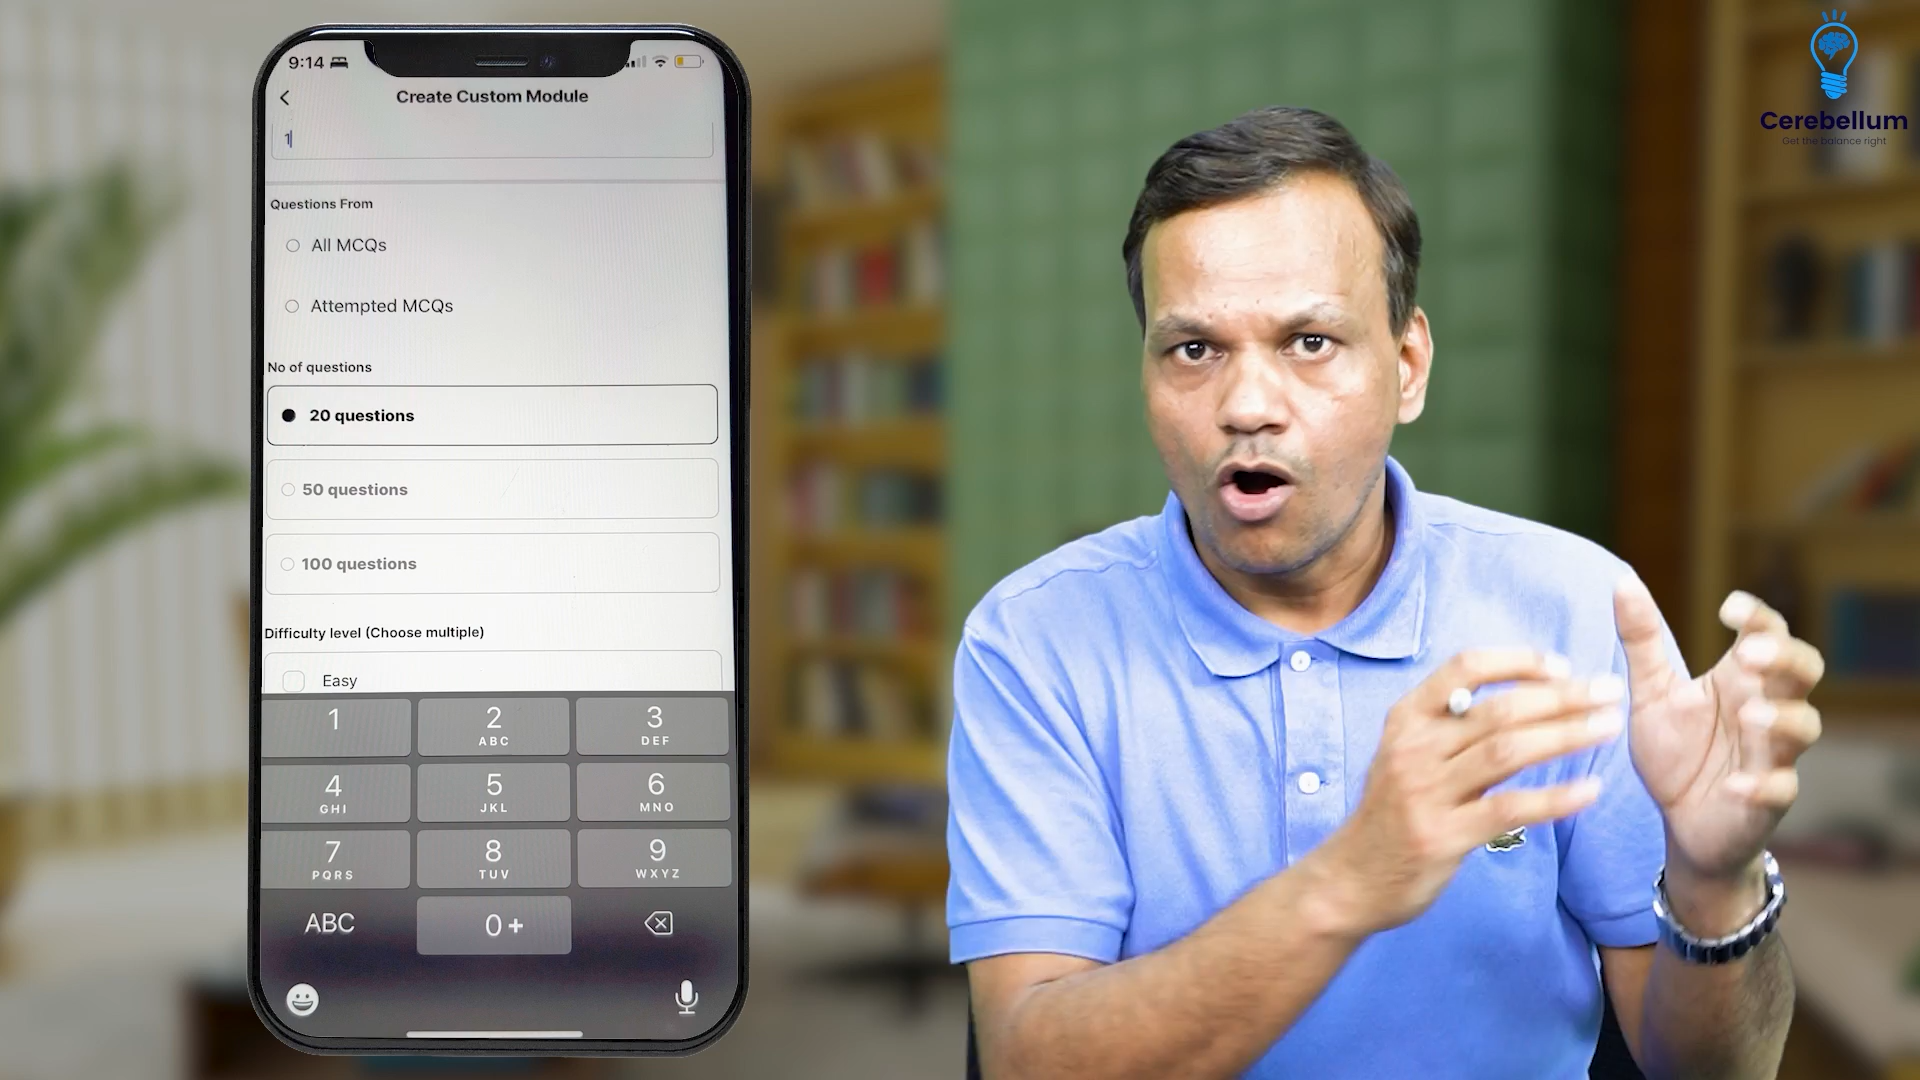 9:14
Create Custom Module
1
Questions From
All MCQs
Attempted MCQs
No of questions
20 questions
50 questions
100 questions
Difficulty level (Choose multiple)
Easy
1
2
ABC
3
DEF
4
GHI
5
JKL
6
MNO
7
PQRS
8
TUV
9
WXYZ
ABC
0 +
Cerebellum
Get the balance right